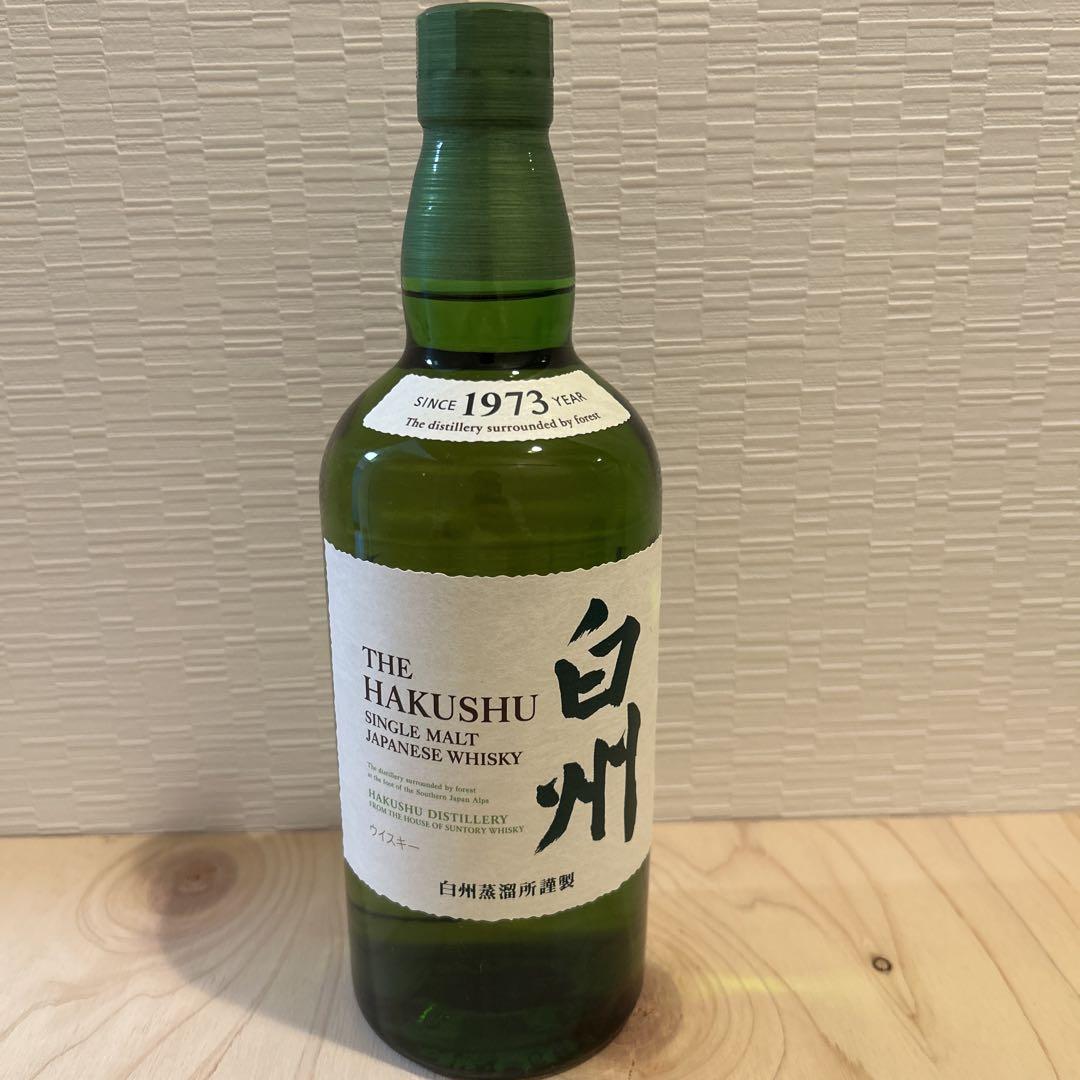 SINCE 1973 YEAR
The distillery surrounded by forest
THE
HAKUSHU
SINGLE MALT
JAPANESE WHISKY
白州
The distillery surrounded by forest
at the foot of the Southern Japan Alps
HAKUSHU DISTILLERY
FROM THE HOUSE OF SUNTORY WHISKY
ウイスキー
白州蒸溜所謹製